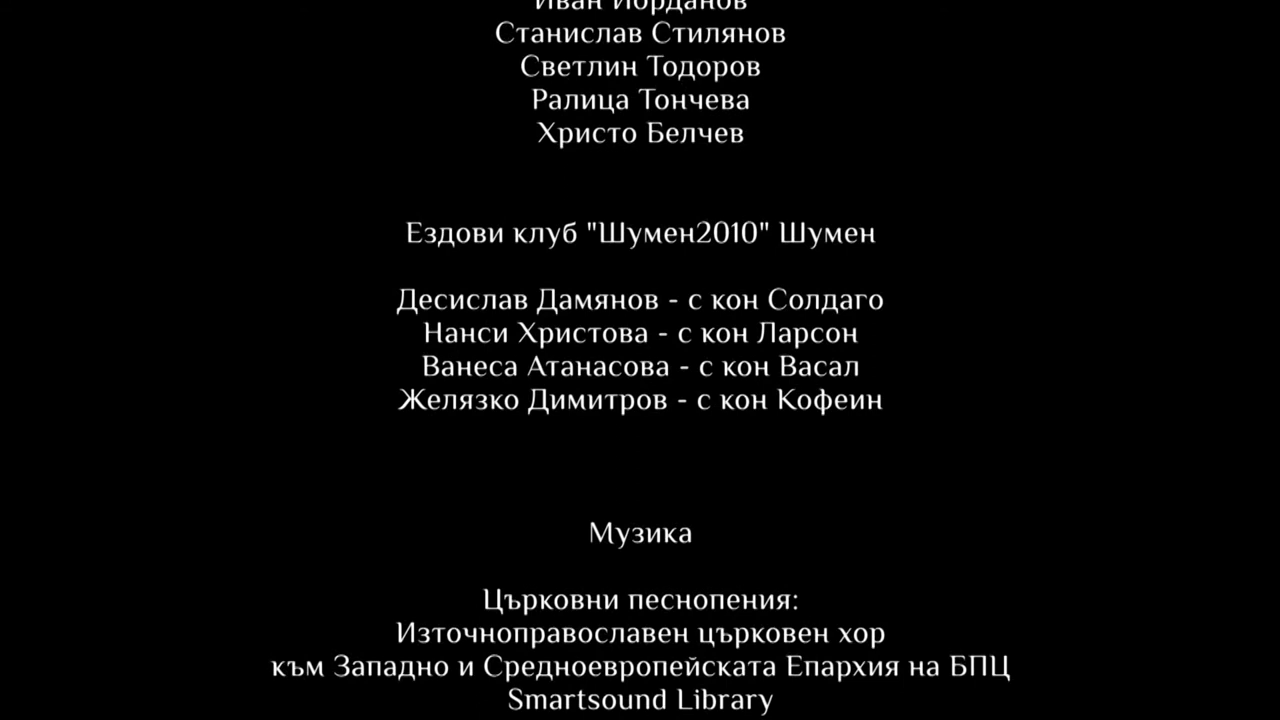 Иван Йорданов
Станислав Стилянов
Светлин Тодоров
Ралица Тончева
Христо Белчев
Ездови клуб "Шумен2010" Шумен
Десислав Дамянов - с кон Солдаго
Нанси Христова - с кон Ларсон
Ванеса Атанасова - с кон Васал
Желязко Димитров - с кон Кофеин
Музика
Църковни песнопения:
Източноправославен църковен хор
към Западно и Средноевропейската Епархия на БПЦ
Smartsound Library